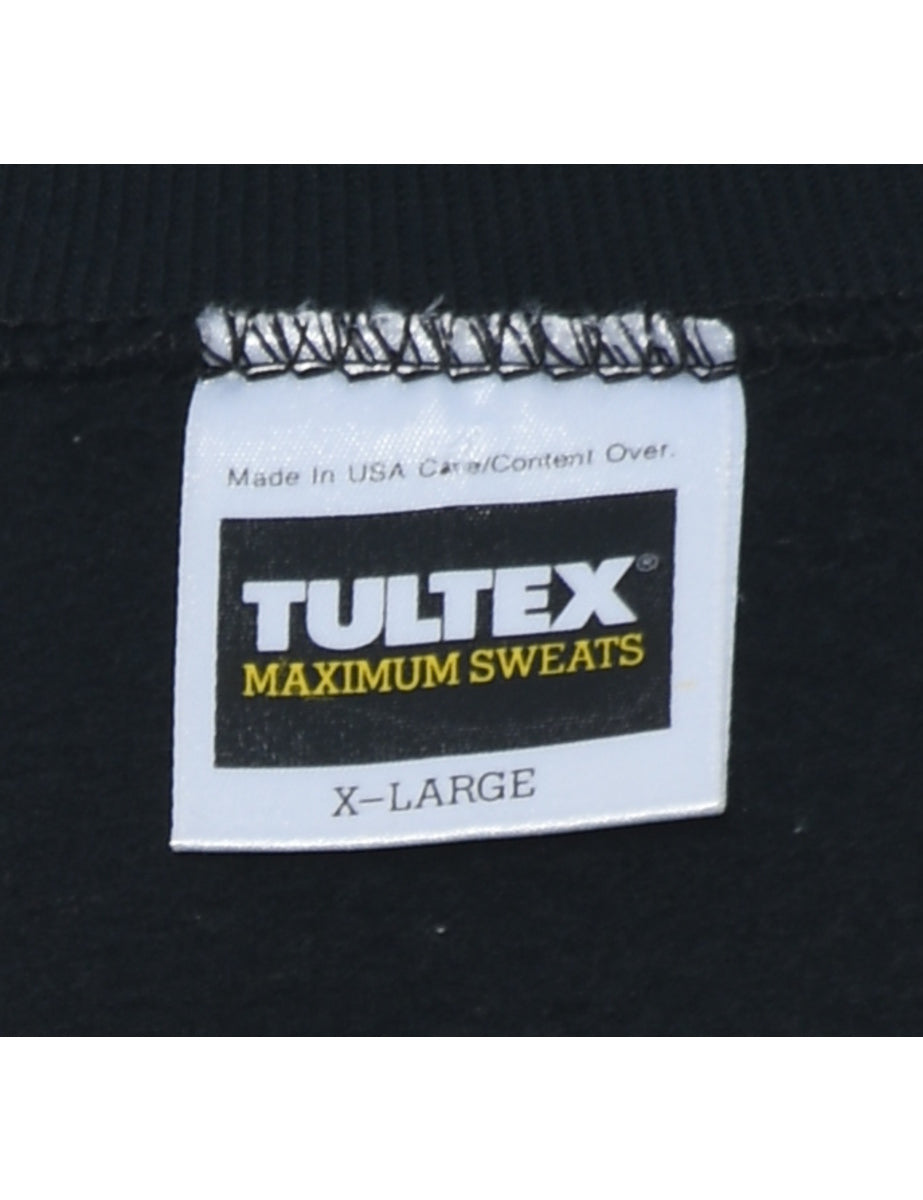 Made In USA Care/Content Over.
TULTEX®
MAXIMUM SWEATS
X-LARGE